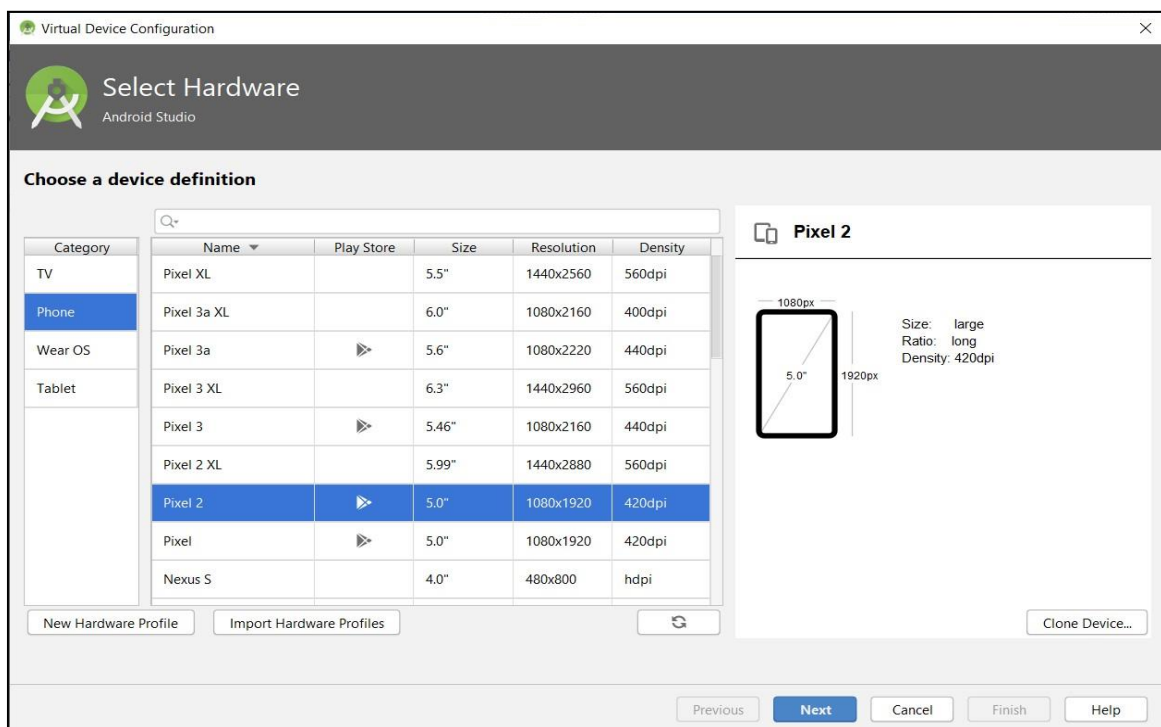 Virtual Device Configuration
Select Hardware
Android Studio
Choose a device definition
Category
TV
Phone
Wear OS
Tablet
Name Play Store Size Resolution Density
Pixel XL 5.5" 1440x2560 560dpi
Pixel 3a XL 6.0" 1080x2160 400dpi
Pixel 3a 5.6" 1080x2220 440dpi
Pixel 3 XL 6.3" 1440x2960 560dpi
Pixel 3 5.46" 1080x2160 440dpi
Pixel 2 XL 5.99" 1440x2880 560dpi
Pixel 2 5.0" 1080x1920 420dpi
Pixel 5.0" 1080x1920 420dpi
Nexus S 4.0" 480x800 hdpi
New Hardware Profile Import Hardware Profiles
Pixel 2
1080px
5.0" 1920px
Size: large
Ratio: long
Density: 420dpi
Clone Device...
Previous Next Cancel Finish Help